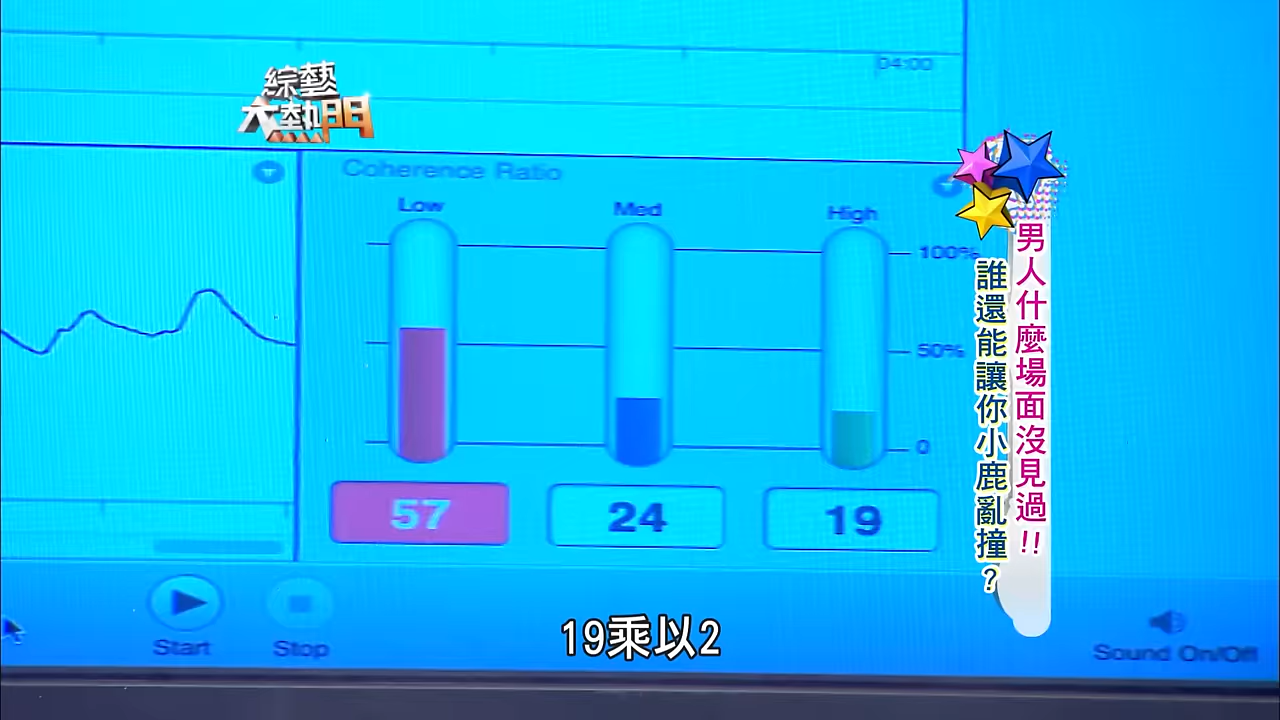 04:00
綜藝
大熱門
Coherence Ratio
Low
Med
High
100%
50%
0
57
24
19
男人什麼場面沒見過!!
誰還能讓你小鹿亂撞?
Start
Stop
Sound On/Off
19乘以2